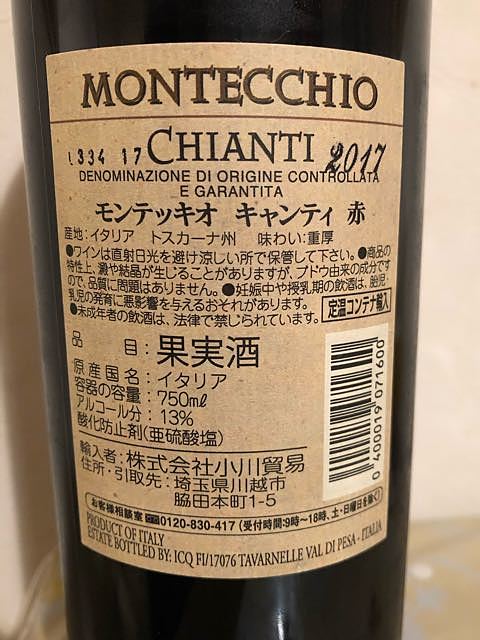 MONTECCHIO
L334 17 CHIANTI 2017
DENOMINAZIONE DI ORIGINE CONTROLLATA
E GARANTITA
モンテッキオ キャンティ 赤
産地:イタリア トスカーナ州 味わい:重厚
●ワインは直射日光を避け涼しい所で保管して下さい。●商品の
特性上、澱や結晶が生じることがありますが、ブドウ由来の成分ですの
で、品質に問題はありません。●妊娠中や授乳期の飲酒は、胎児・
乳児の発育に悪影響を与えるおそれがあります。
●未成年者の飲酒は、法律で禁じられています。
定温コンテナ輸入
品 目:果実酒
原産国名:イタリア
容器の容量:750mℓ
アルコール分:13%
酸化防止剤(亜硫酸塩)
0400019071600
輸入者:株式会社小川貿易
住所・引取先:埼玉県川越市
脇田本町1-5
お客様相談室 0120-830-417 (受付時間:9時〜18時、土・日曜日を除く)
PRODUCT OF ITALY
ESTATE BOTTLED BY: ICQ FI/17076 TAVARNELLE VAL DI PESA - ITALIA